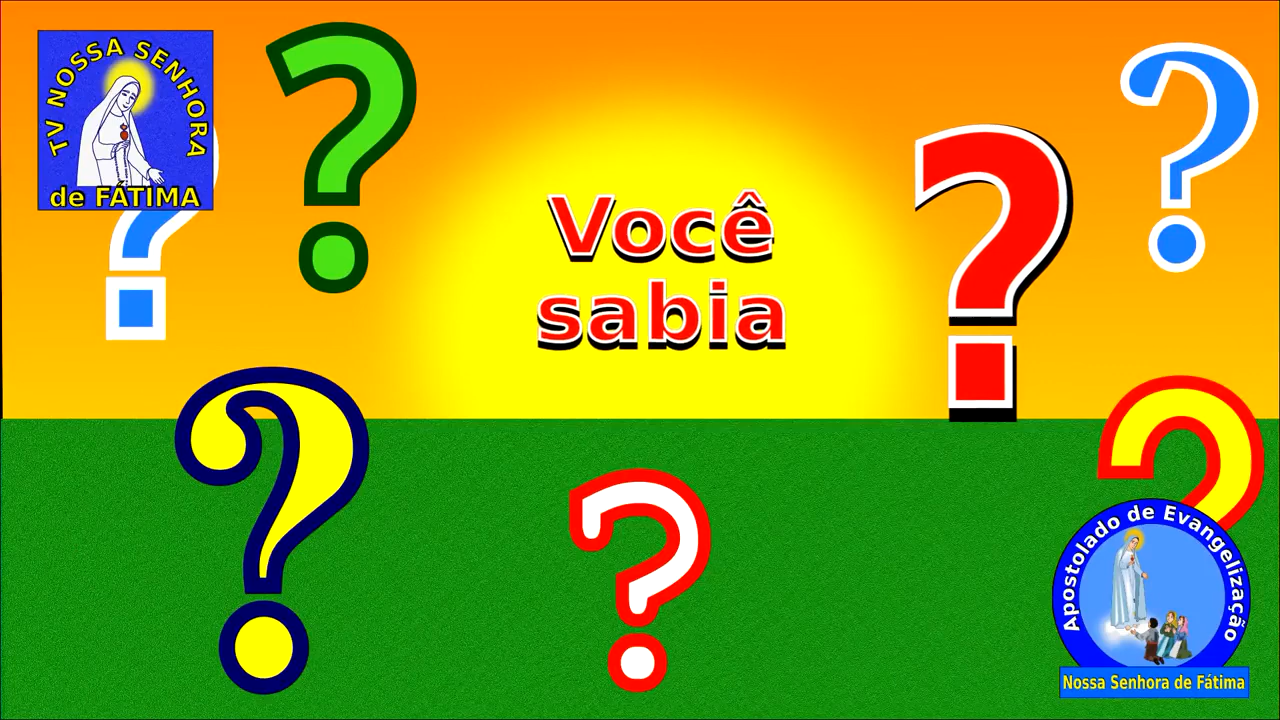 TV NOSSA SENHORA
de FÁTIMA
?
?
?
?
?
Você
sabia
?
?
?
Apostolado de Evangelização
Nossa Senhora de Fátima